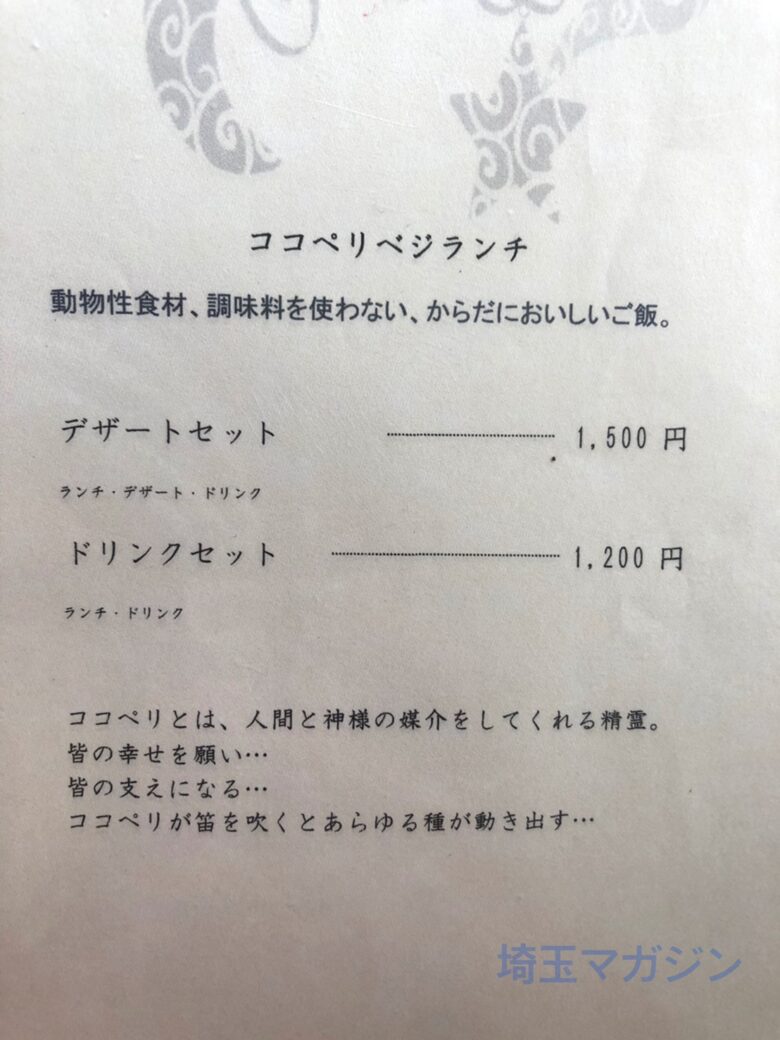 ココペリベジランチ
動物性食材、調味料を使わない、からだにおいしいご飯。
デザートセット 1,500 円
ランチ・デザート・ドリンク
ドリンクセット 1,200 円
ランチ・ドリンク
ココペリとは、人間と神様の媒介をしてくれる精霊。
皆の幸せを願い…
皆の支えになる…
ココペリが笛を吹くとあらゆる種が動き出す…
埼玉マガジン